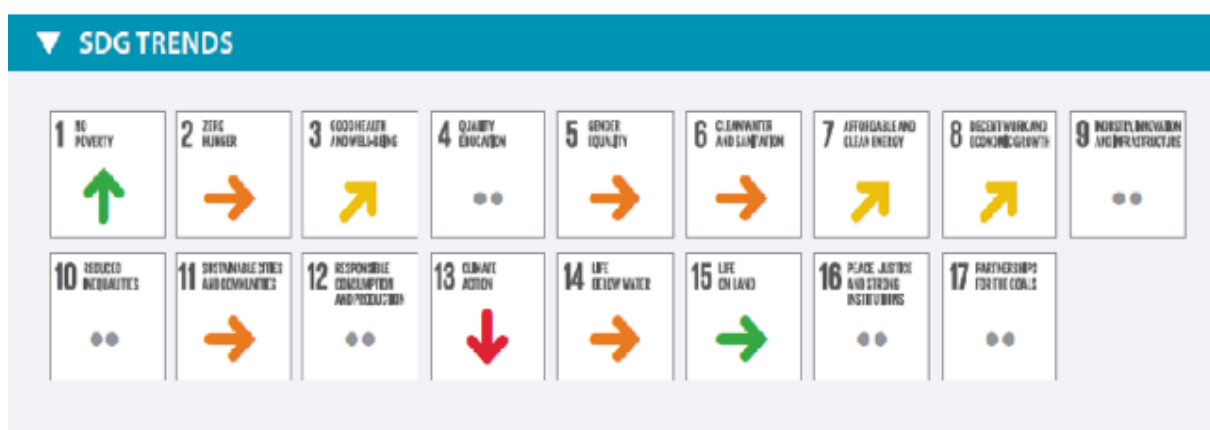 SDG TRENDS
1 NO
POVERTY
2 ZERO
HUNGER
3 GOOD HEALTH
AND WELL-BEING
4 QUALITY
EDUCATION
5 GENDER
EQUALITY
6 CLEAN WATER
AND SANITATION
7 AFFORDABLE AND
CLEAN ENERGY
8 DECENT WORK AND
ECONOMIC GROWTH
9 INDUSTRY, INNOVATION
AND INFRASTRUCTURE
10 REDUCED
INEQUALITIES
11 SUSTAINABLE CITIES
AND COMMUNITIES
12 RESPONSIBLE
CONSUMPTION
AND PRODUCTION
13 CLIMATE
ACTION
14 LIFE
BELOW WATER
15 LIFE
ON LAND
16 PEACE, JUSTICE
AND STRONG
INSTITUTIONS
17 PARTNERSHIPS
FOR THE GOALS